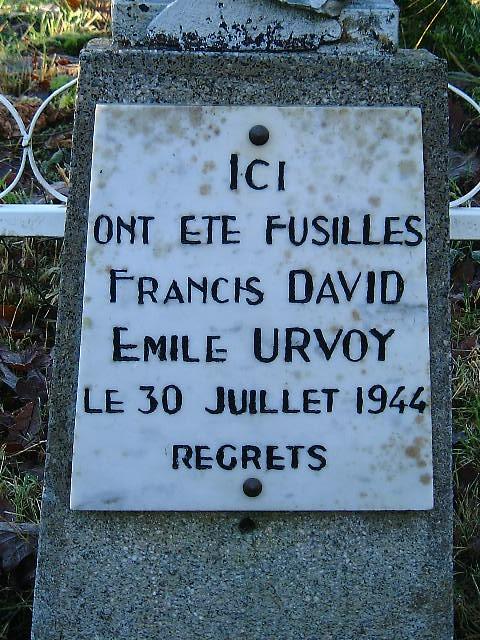 ICI
ONT ETE FUSILLES
FRANCIS DAVID
EMILE URVOY
LE 30 JUILLET 1944
REGRETS